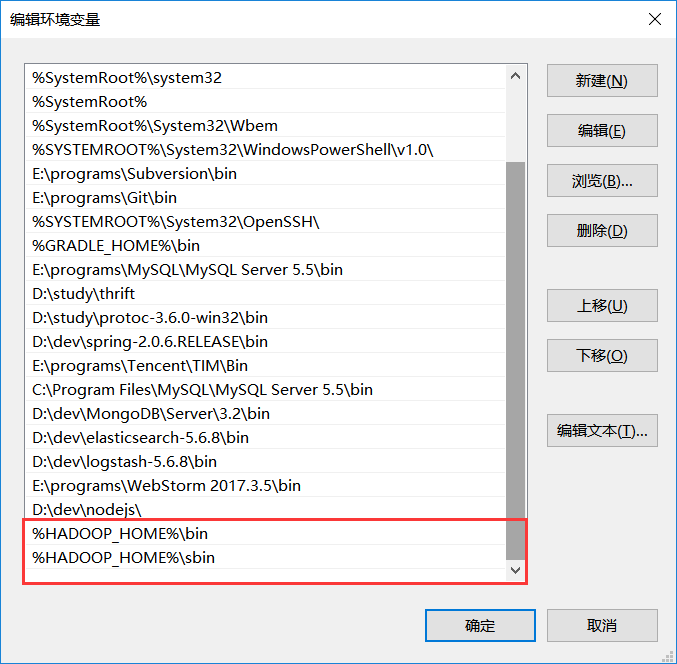 编辑环境变量
%SystemRoot%\system32
%SystemRoot%
%SystemRoot%\System32\Wbem
%SYSTEMROOT%\System32\WindowsPowerShell\v1.0\
E:\programs\Subversion\bin
E:\programs\Git\bin
%SYSTEMROOT%\System32\OpenSSH\
%GRADLE_HOME%\bin
E:\programs\MySQL\MySQL Server 5.5\bin
D:\study\thrift
D:\study\protoc-3.6.0-win32\bin
D:\dev\spring-2.0.6.RELEASE\bin
E:\programs\Tencent\TIM\Bin
C:\Program Files\MySQL\MySQL Server 5.5\bin
D:\dev\MongoDB\Server\3.2\bin
D:\dev\elasticsearch-5.6.8\bin
D:\dev\logstash-5.6.8\bin
E:\programs\WebStorm 2017.3.5\bin
D:\dev\nodejs\
%HADOOP_HOME%\bin
%HADOOP_HOME%\sbin
新建(N)
编辑(E)
浏览(B)...
删除(D)
上移(U)
下移(O)
编辑文本(T)...
确定
取消